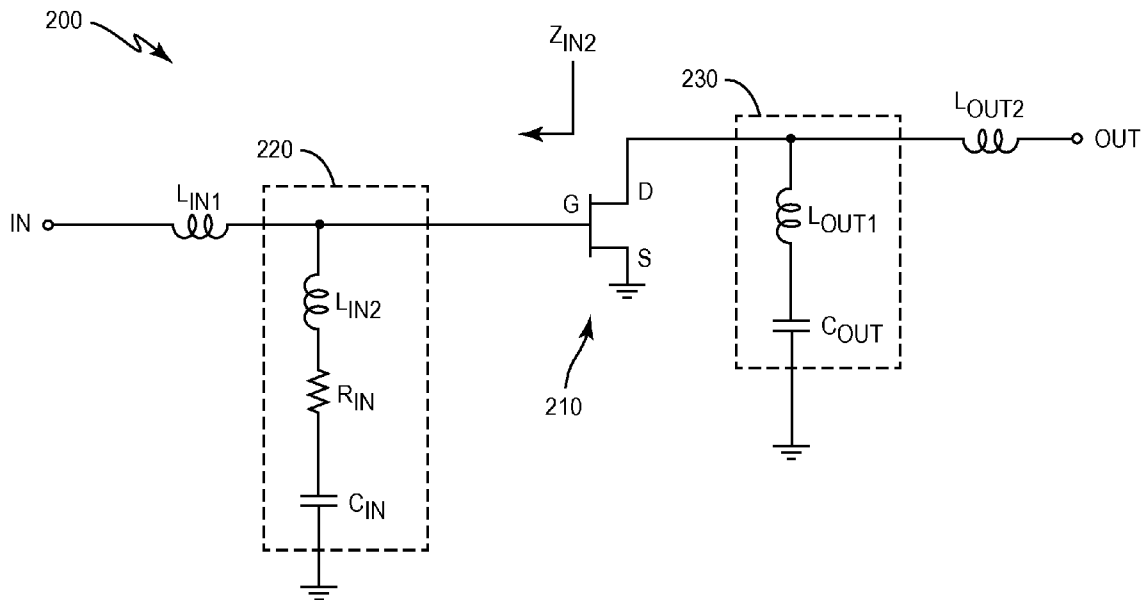 200
Z_IN2
230
L_OUT2
OUT
220
L_IN1
IN
G
D
S
L_OUT1
L_IN2
C_OUT
R_IN
210
C_IN